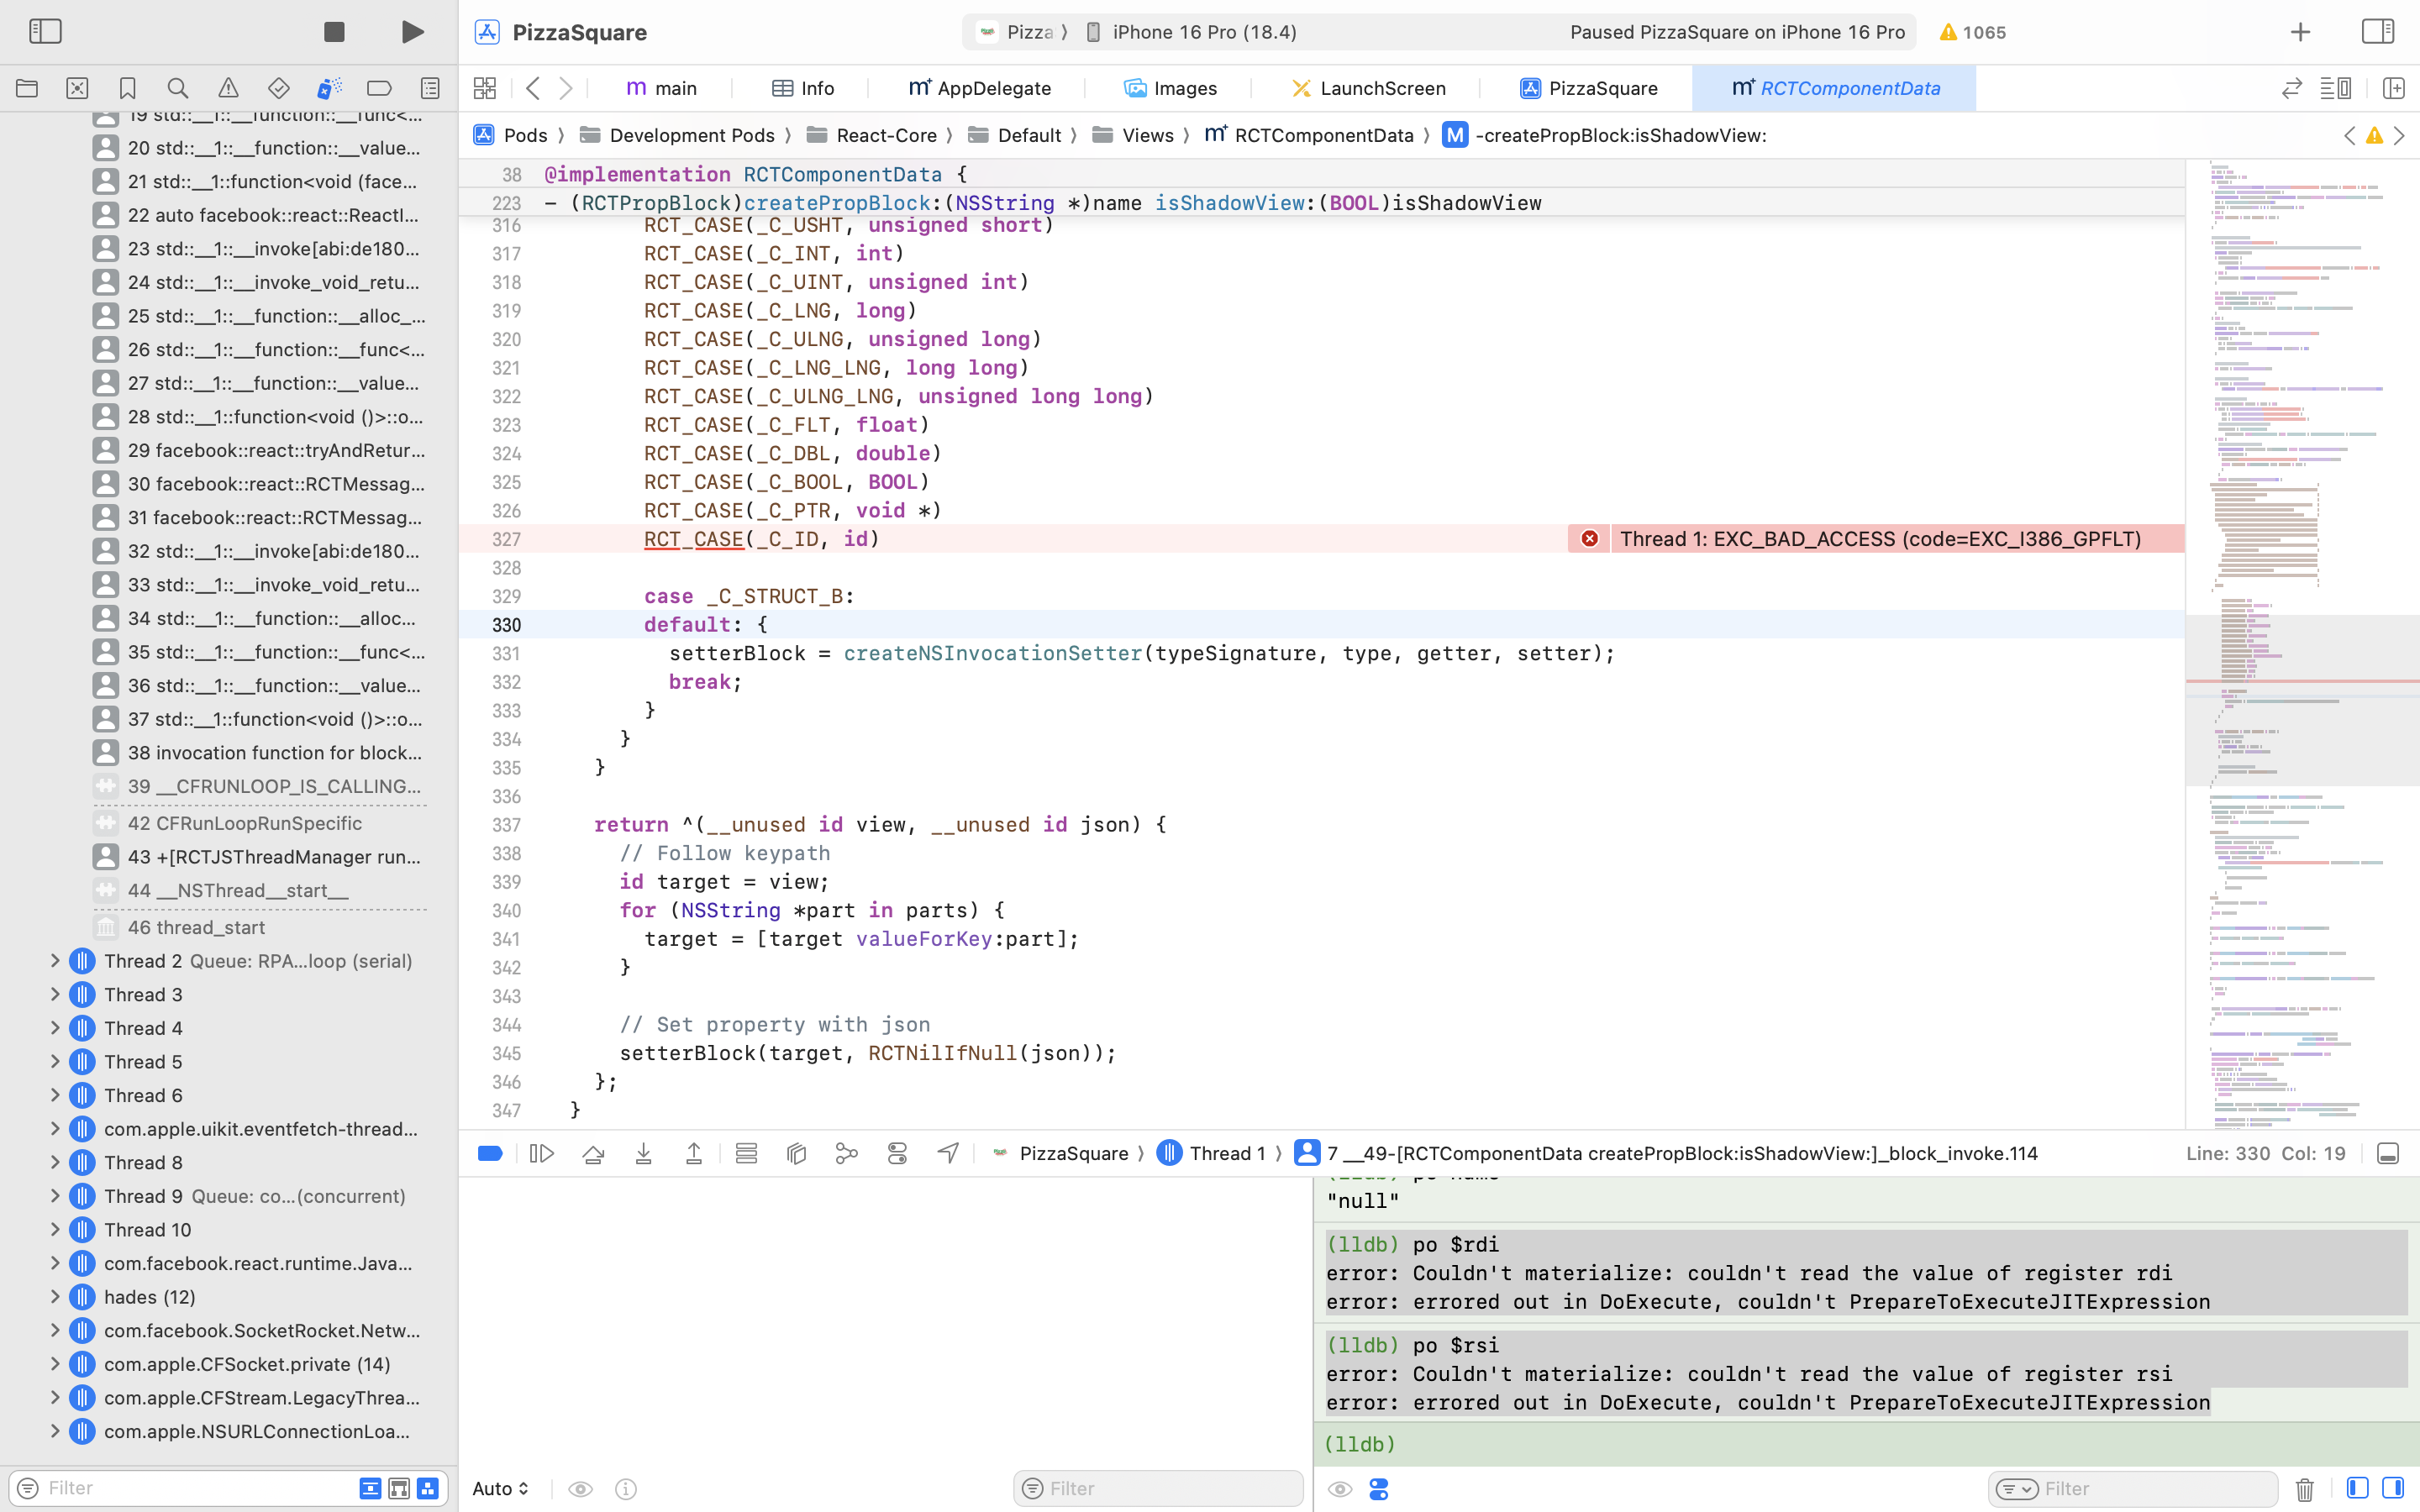 PizzaSquare
Pizza
iPhone 16 Pro (18.4)
Paused PizzaSquare on iPhone 16 Pro
1065
main
Info
AppDelegate
Images
LaunchScreen
PizzaSquare
RCTComponentData
Pods
Development Pods
React-Core
Default
Views
RCTComponentData
M
-createPropBlock:isShadowView:
19 std::__1::__function::__func<...
20 std::__1::__function::__value...
21 std::__1::function<void (face...
22 auto facebook::react::ReactI...
23 std::__1::__invoke[abi:de180...
24 std::__1::__invoke_void_retu...
25 std::__1::__function::__alloc_...
26 std::__1::__function::__func<...
27 std::__1::__function::__value...
28 std::__1::function<void ()>::o...
29 facebook::react::tryAndRetur...
30 facebook::react::RCTMessag...
31 facebook::react::RCTMessag...
32 std::__1::__invoke[abi:de180...
33 std::__1::__invoke_void_retu...
34 std::__1::__function::__alloc...
35 std::__1::__function::__func<...
36 std::__1::__function::__value...
37 std::__1::function<void ()>::o...
38 invocation function for block...
39 __CFRUNLOOP_IS_CALLING...
42 CFRunLoopRunSpecific
43 +[RCTJSThreadManager run...
44 __NSThread__start__
46 thread_start
Thread 2 Queue: RPA...loop (serial)
Thread 3
Thread 4
Thread 5
Thread 6
com.apple.uikit.eventfetch-thread...
Thread 8
Thread 9 Queue: co...(concurrent)
Thread 10
com.facebook.react.runtime.Java...
hades (12)
com.facebook.SocketRocket.Netw...
com.apple.CFSocket.private (14)
com.apple.CFStream.LegacyThrea...
com.apple.NSURLConnectionLoa...
Filter
38 @implementation RCTComponentData {
223 - (RCTPropBlock)createPropBlock:(NSString *)name isShadowView:(BOOL)isShadowView
316 RCT_CASE(_C_USHT, unsigned short)
317 RCT_CASE(_C_INT, int)
318 RCT_CASE(_C_UINT, unsigned int)
319 RCT_CASE(_C_LNG, long)
320 RCT_CASE(_C_ULNG, unsigned long)
321 RCT_CASE(_C_LNG_LNG, long long)
322 RCT_CASE(_C_ULNG_LNG, unsigned long long)
323 RCT_CASE(_C_FLT, float)
324 RCT_CASE(_C_DBL, double)
325 RCT_CASE(_C_BOOL, BOOL)
326 RCT_CASE(_C_PTR, void *)
327 RCT_CASE(_C_ID, id) Thread 1: EXC_BAD_ACCESS (code=EXC_I386_GPFLT)
328
329 case _C_STRUCT_B:
330 default: {
331 setterBlock = createNSInvocationSetter(typeSignature, type, getter, setter);
332 break;
333 }
334 }
335 }
336
337 return ^(__unused id view, __unused id json) {
338 // Follow keypath
339 id target = view;
340 for (NSString *part in parts) {
341 target = [target valueForKey:part];
342 }
343
344 // Set property with json
345 setterBlock(target, RCTNilIfNull(json));
346 };
347 }
PizzaSquare
Thread 1
7 __49-[RCTComponentData createPropBlock:isShadowView:]_block_invoke.114
Line: 330 Col: 19
(lldb) po name
"null"
(lldb) po $rdi
error: Couldn't materialize: couldn't read the value of register rdi
error: errored out in DoExecute, couldn't PrepareToExecuteJITExpression
(lldb) po $rsi
error: Couldn't materialize: couldn't read the value of register rsi
error: errored out in DoExecute, couldn't PrepareToExecuteJITExpression
(lldb)
Auto
Filter
Filter